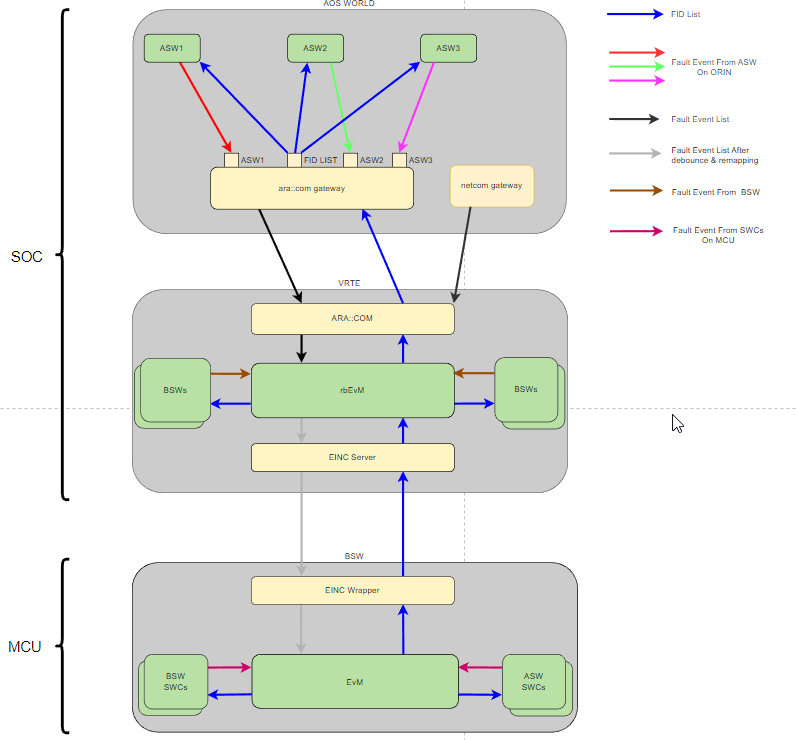 AOS WORLD
FID List
ASW1
ASW2
ASW3
Fault Event From ASW
On ORIN
Fault Event List
Fault Event List After
debounce & remapping
ASW1
FID LIST
ASW2
ASW3
ara::com gateway
netcom gateway
Fault Event From  BSW
Fault Event From SWCs
On MCU
SOC
VRTE
ARA::COM
BSWs
rbEvM
BSWs
EINC Server
BSW
EINC Wrapper
MCU
BSW
SWCs
EvM
ASW
SWCs